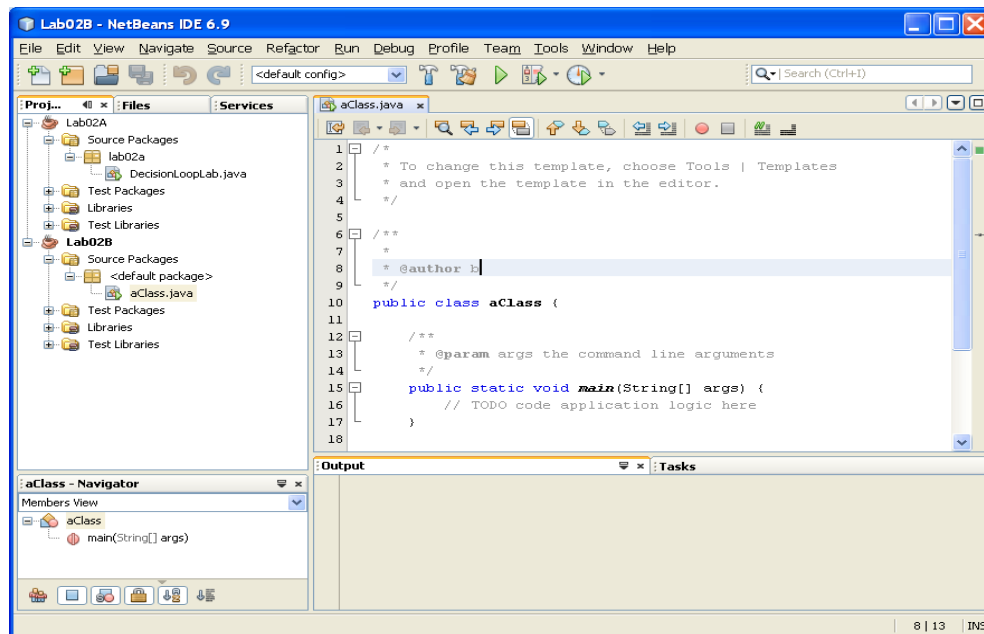 Lab02B - NetBeans IDE 6.9
File Edit View Navigate Source Refactor Run Debug Profile Team Tools Window Help
<default config>
Search (Ctrl+I)
Proj... Files Services
Lab02A
Source Packages
lab02a
DecisionLoopLab.java
Test Packages
Libraries
Test Libraries
Lab02B
Source Packages
<default package>
aClass.java
Test Packages
Libraries
Test Libraries
aClass.java
1 /*
2 * To change this template, choose Tools | Templates
3 * and open the template in the editor.
4 */
5
6 /**
7 *
8 * @author b
9 */
10 public class aClass {
11
12 /**
13 * @param args the command line arguments
14 */
15 public static void main(String[] args) {
16 // TODO code application logic here
17 }
18
aClass - Navigator
Members View
aClass
main(String[] args)
Output Tasks
8 | 13 INS